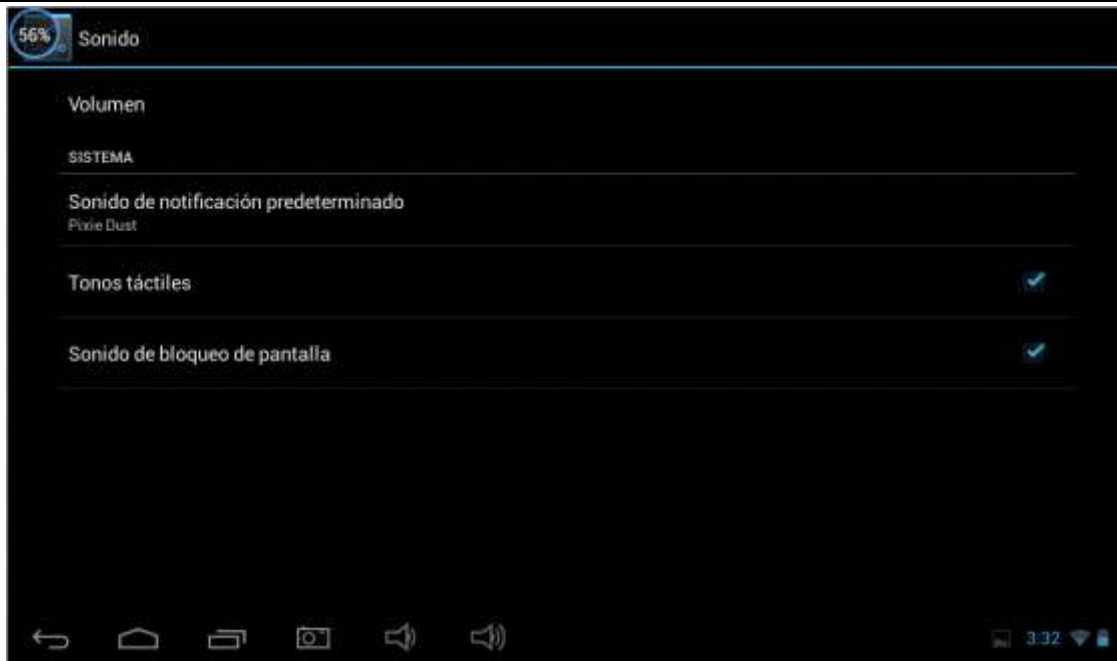 56%
Sonido
Volumen
SISTEMA
Sonido de notificación predeterminado
Pixie Dust
Tonos táctiles
Sonido de bloqueo de pantalla
3:32